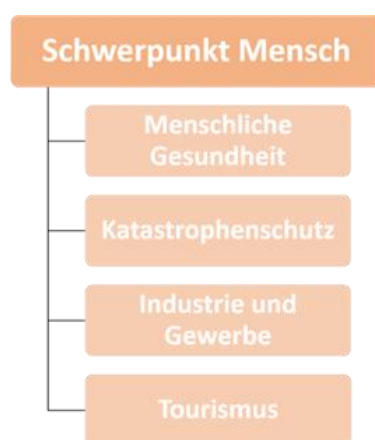 Schwerpunkt Mensch
Menschliche
Gesundheit
Katastrophenschutz
Industrie und
Gewerbe
Tourismus